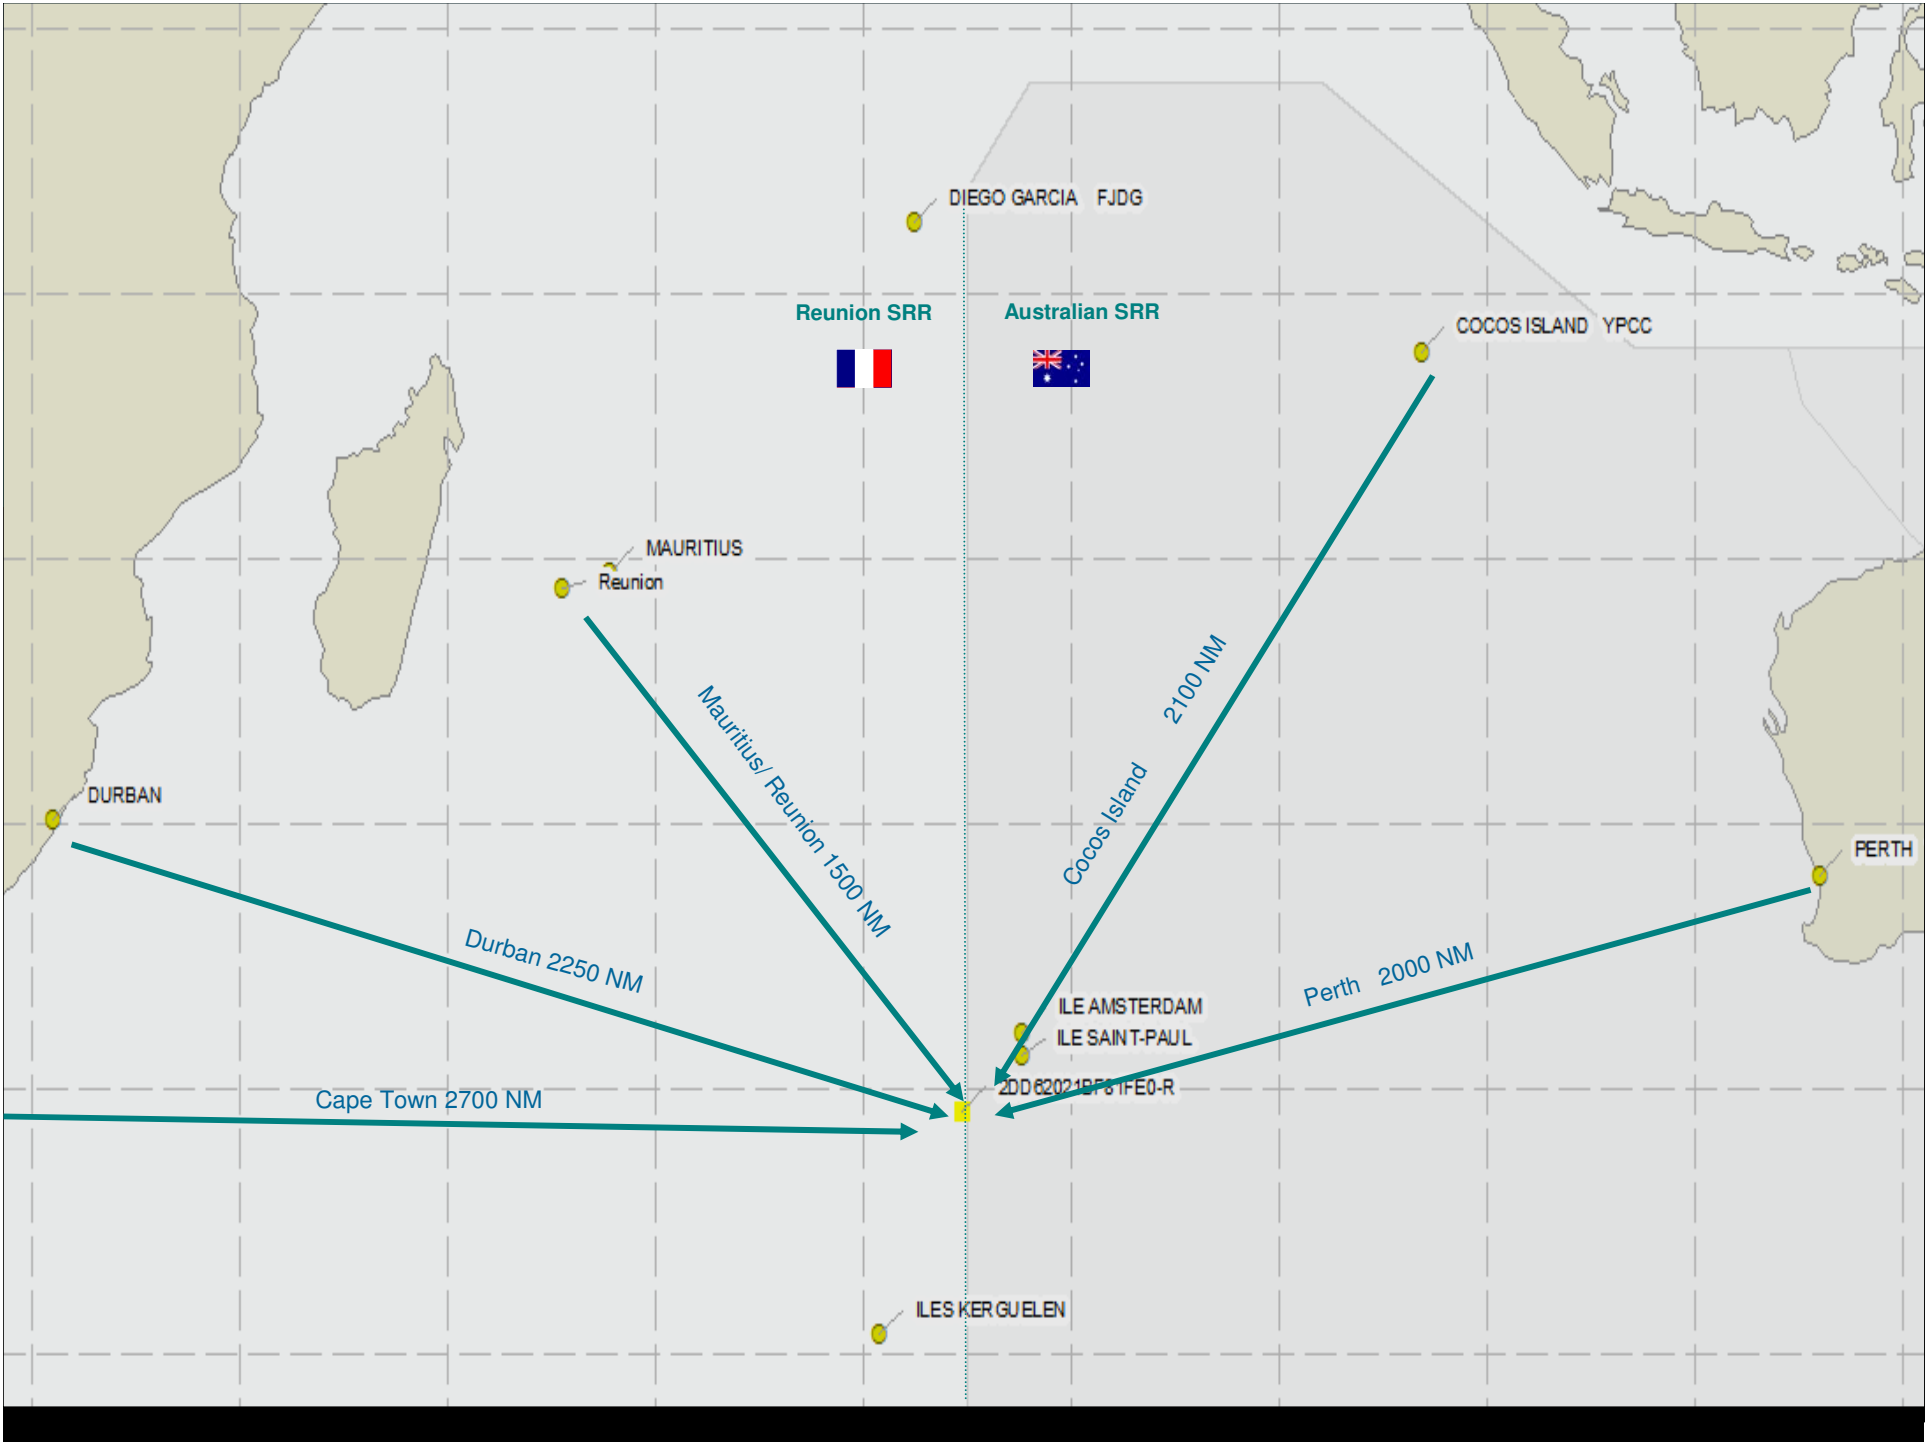 DIEGO GARCIA FJDG
Reunion SRR
Australian SRR
COCOS ISLAND YPCC
MAURITIUS
Reunion
Mauritius/ Reunion 1500 NM
Cocos Island 2100 NM
DURBAN
PERTH
Durban 2250 NM
Perth 2000 NM
ILE AMSTERDAM
ILE SAINT-PAUL
2DD62021BF81FE0-R
Cape Town 2700 NM
ILES KERGUELEN